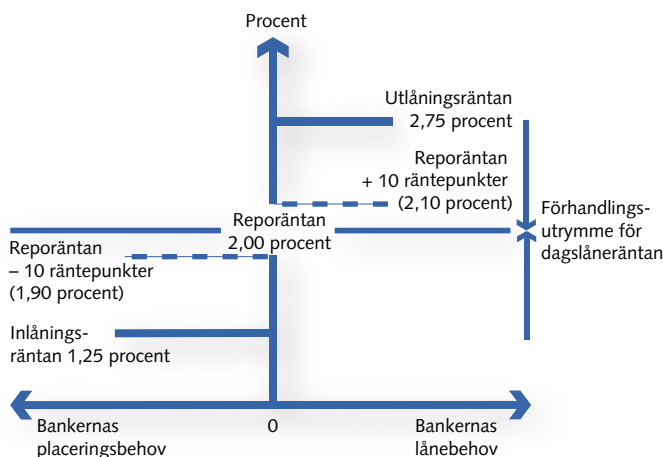 Procent
Utlåningsräntan
2,75 procent
Reporäntan
+ 10 räntepunkter
(2,10 procent)
Reporäntan
2,00 procent
Förhandlings-
utrymme för
dagslåneräntan
Reporäntan
– 10 räntepunkter
(1,90 procent)
Inlånings-
räntan 1,25 procent
Bankernas
placeringsbehov
0
Bankernas
lånebehov